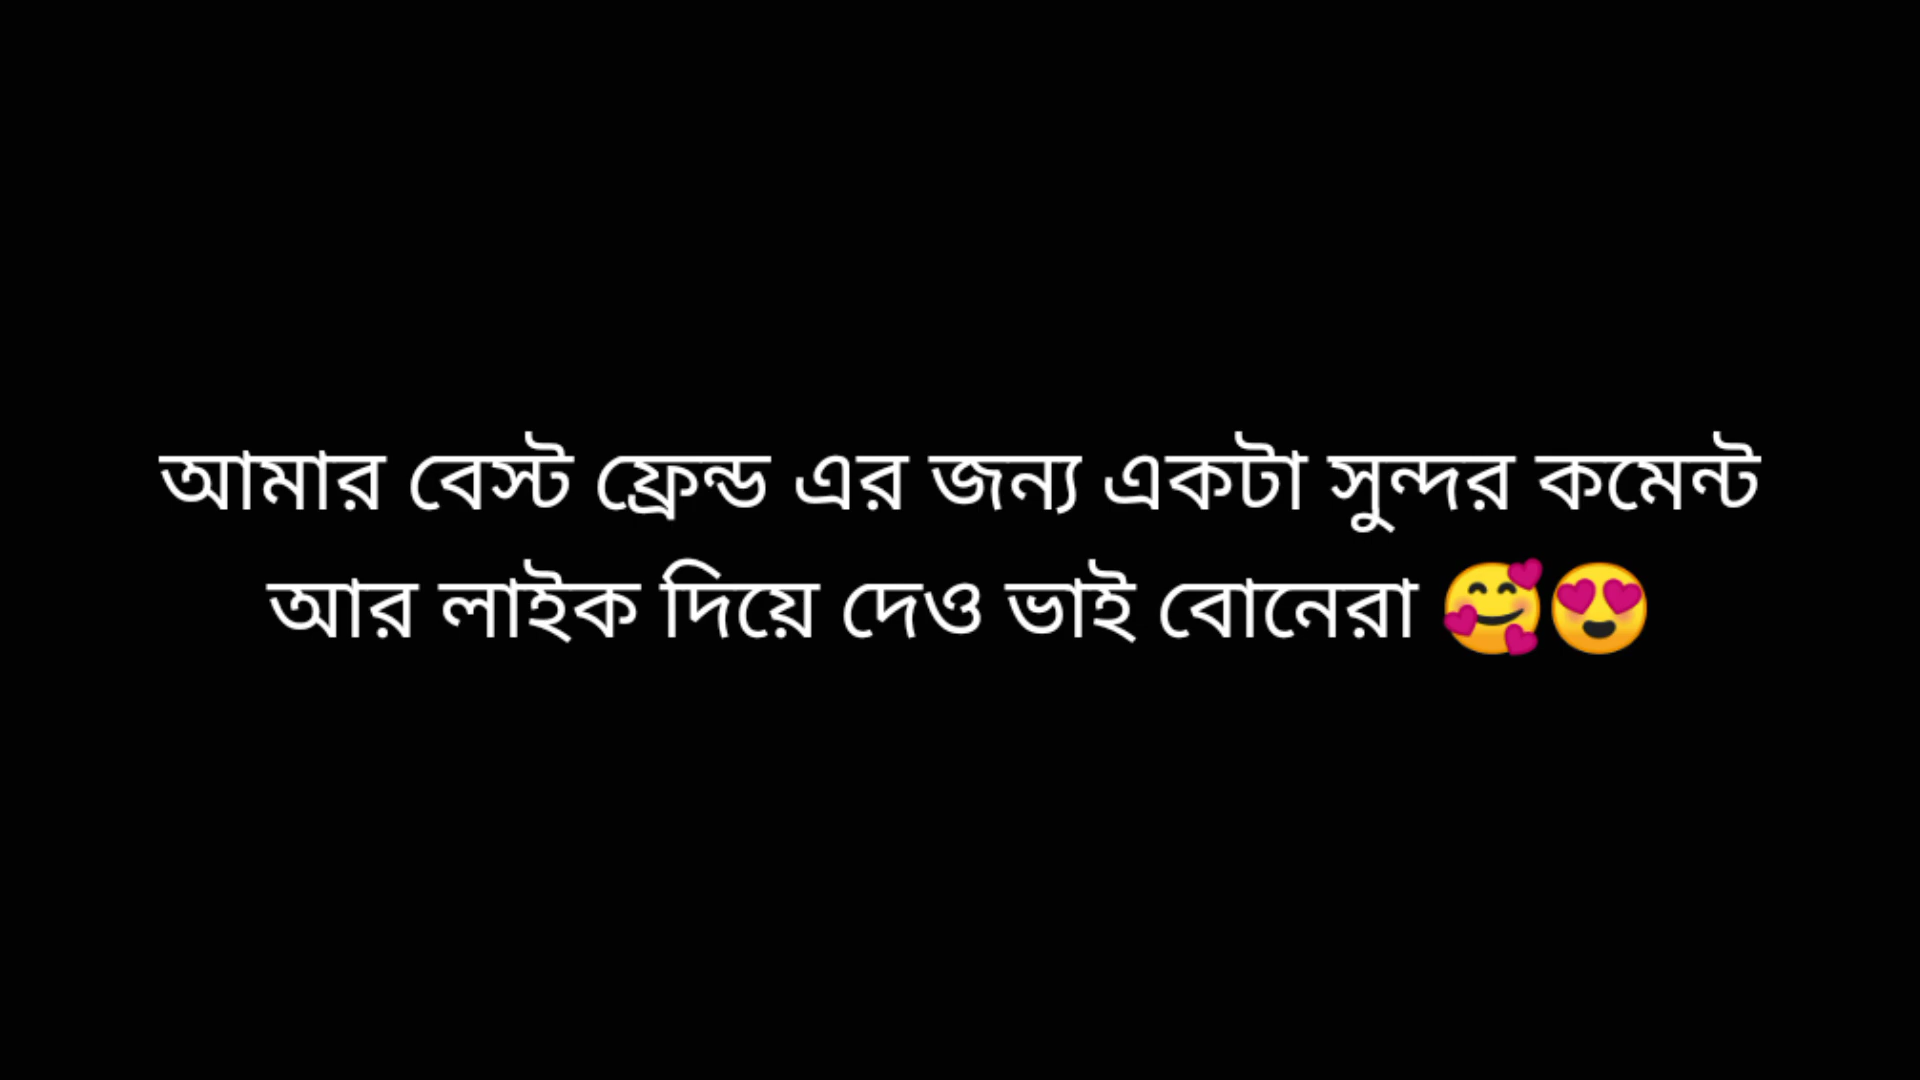 আমার বেস্ট ফ্রেন্ড এর জন্য একটা সুন্দর কমেন্ট
আর লাইক দিয়ে দেও ভাই বোনেরা 🥰😍